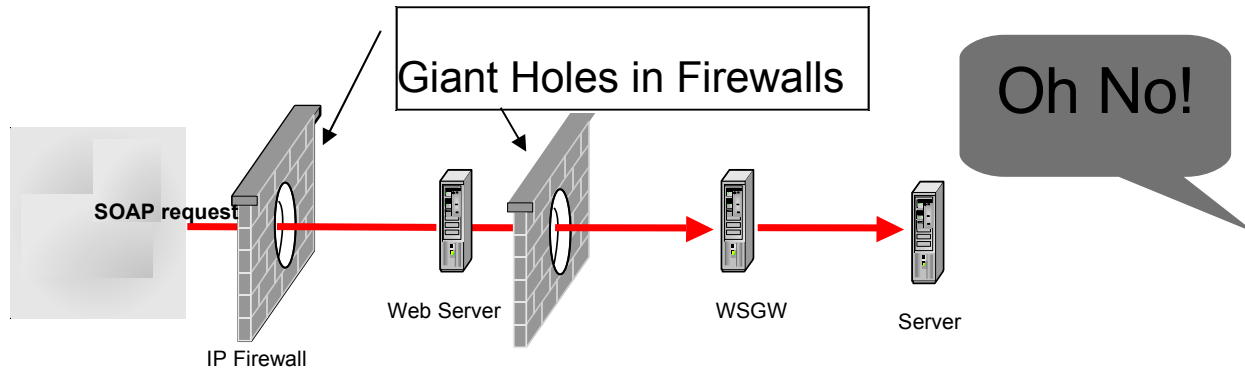 Giant Holes in Firewalls
Oh No!
SOAP request
Web Server
WSGW
Server
IP Firewall